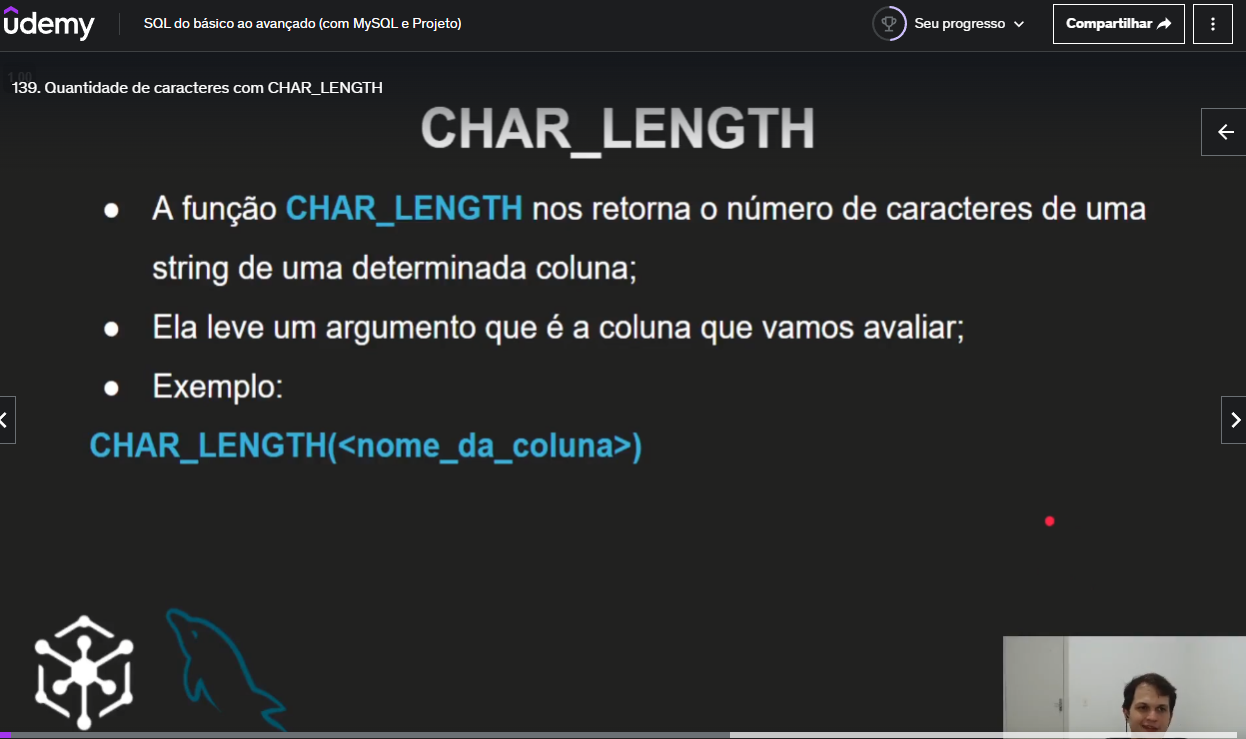 ûdemy
SQL do básico ao avançado (com MySQL e Projeto)
Seu progresso
Compartilhar
1.00
139. Quantidade de caracteres com CHAR_LENGTH
CHAR_LENGTH
● A função CHAR_LENGTH nos retorna o número de caracteres de uma
string de uma determinada coluna;
● Ela leve um argumento que é a coluna que vamos avaliar;
● Exemplo:
CHAR_LENGTH(<nome_da_coluna>)